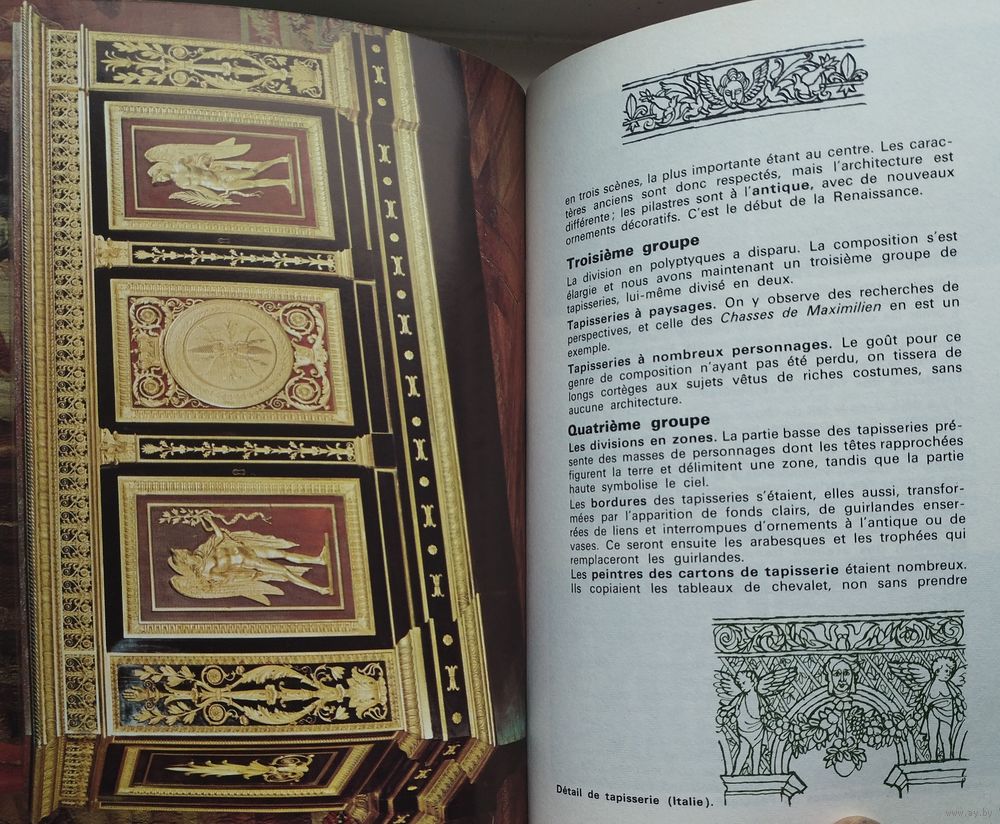 en trois scènes, la plus importante étant au centre. Les carac-
tères anciens sont donc respectés, mais l'architecture est
différente; les pilastres sont à l'antique, avec de nouveaux
ornements décoratifs. C'est le début de la Renaissance.
Troisième groupe
La division en polyptyques a disparu. La composition s'est
élargie et nous avons maintenant un troisième groupe de
tapisseries, lui-même divisé en deux.
Tapisseries à paysages. On y observe des recherches de
perspectives, et celle des Chasses de Maximilien en est un
exemple.
Tapisseries à nombreux personnages. Le goût pour ce
genre de composition n'ayant pas été perdu, on tissera de
longs cortèges aux sujets vêtus de riches costumes, sans
aucune architecture.
Quatrième groupe
Les divisions en zones. La partie basse des tapisseries pré-
sente des masses de personnages dont les têtes rapprochées
figurent la terre et délimitent une zone, tandis que la partie
haute symbolise le ciel.
Les bordures des tapisseries s'étaient, elles aussi, transfor-
mées par l'apparition de fonds clairs, de guirlandes enser-
rées de liens et interrompues d'ornements à l'antique ou de
vases. Ce seront ensuite les arabesques et les trophées qui
remplaceront les guirlandes.
Les peintres des cartons de tapisserie étaient nombreux.
Ils copiaient les tableaux de chevalet, non sans prendre
Détail de tapisserie (Italie).
www.ay.by